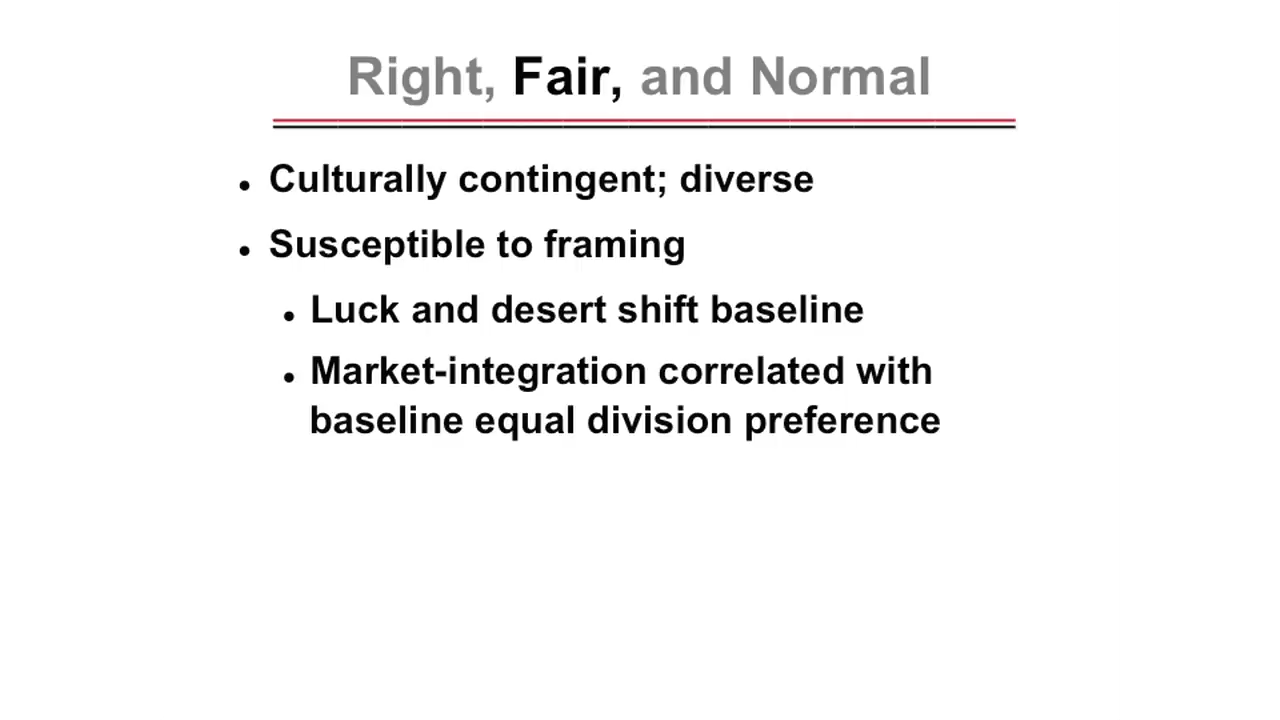 Right, Fair, and Normal
• Culturally contingent; diverse
• Susceptible to framing
• Luck and desert shift baseline
• Market-integration correlated with
baseline equal division preference